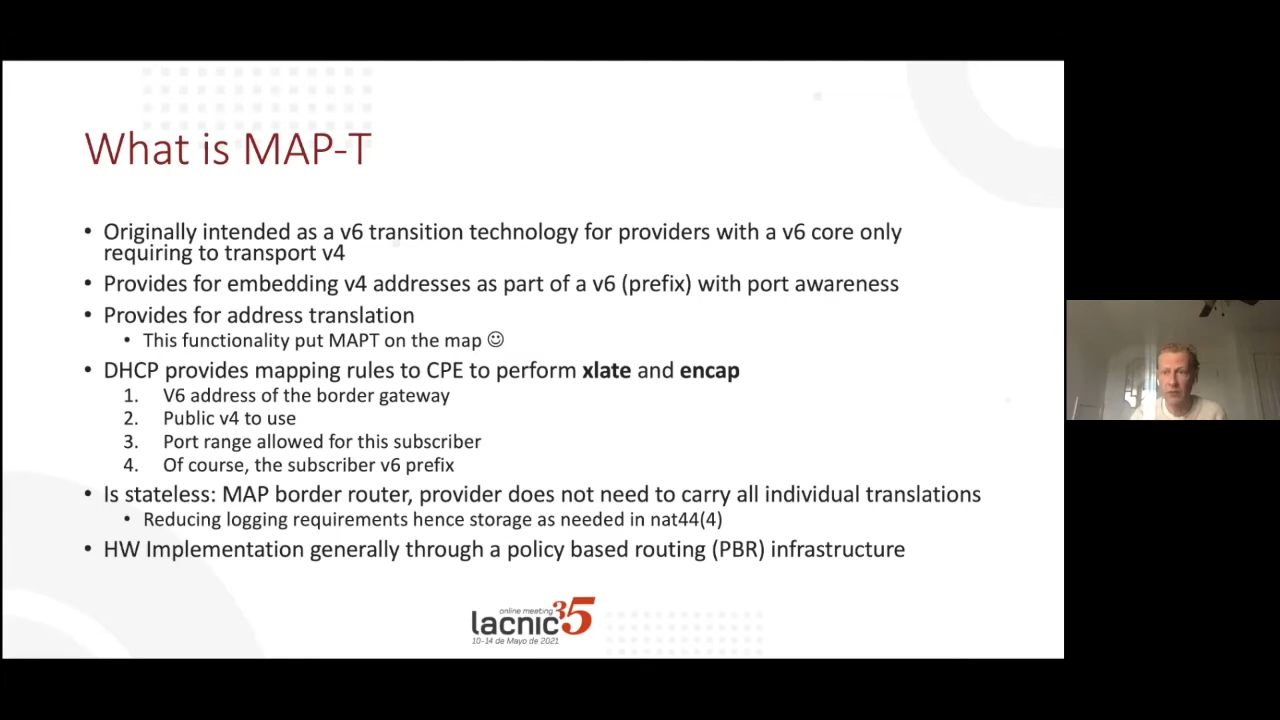 What is MAP-T
• Originally intended as a v6 transition technology for providers with a v6 core only
requiring to transport v4
• Provides for embedding v4 addresses as part of a v6 (prefix) with port awareness
• Provides for address translation
• This functionality put MAPT on the map ☺
• DHCP provides mapping rules to CPE to perform xlate and encap
1. V6 address of the border gateway
2. Public v4 to use
3. Port range allowed for this subscriber
4. Of course, the subscriber v6 prefix
• Is stateless: MAP border router, provider does not need to carry all individual translations
• Reducing logging requirements hence storage as needed in nat44(4)
• HW Implementation generally through a policy based routing (PBR) infrastructure
online meeting
lacnic35
10-14 de Mayo de 2021